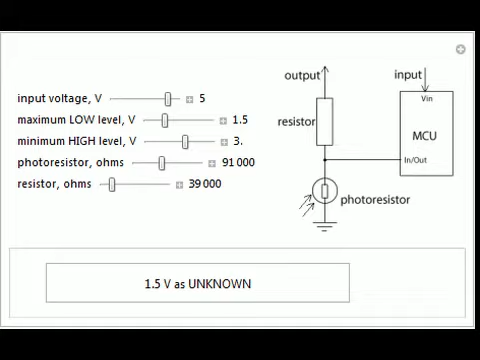 input voltage, V 5
maximum LOW level, V 1.5
minimum HIGH level, V 3.
photoresistor, ohms 91 000
resistor, ohms 39 000
output
input
Vin
resistor
MCU
In/Out
photoresistor
1.5 V as UNKNOWN